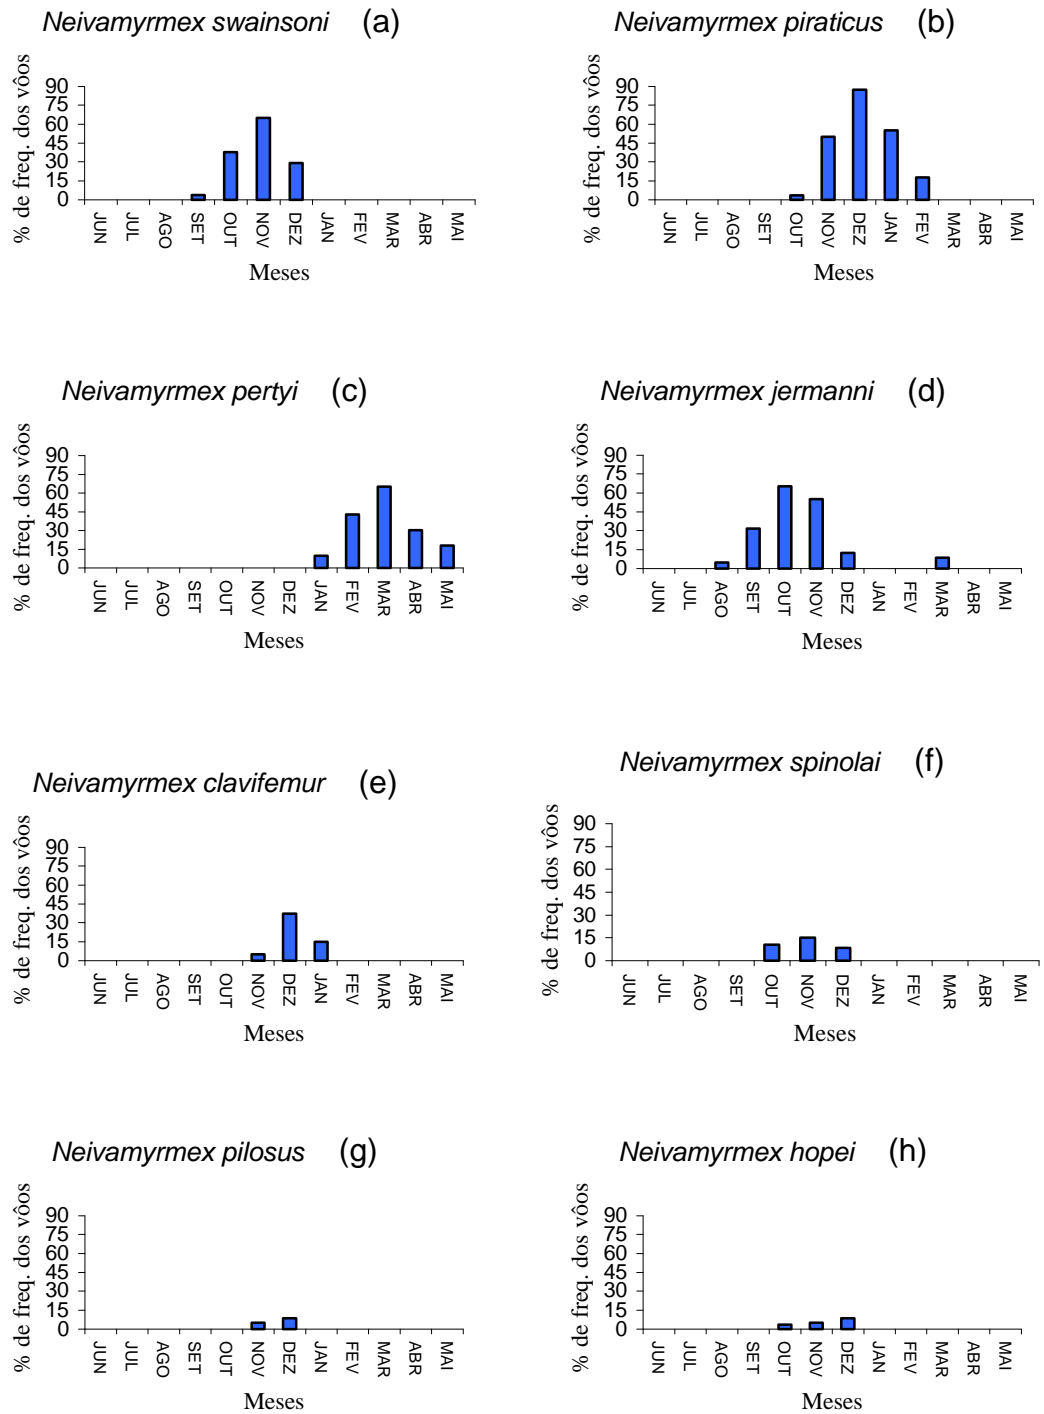 Neivamyrmex swainsoni (a)
% de freq. dos vôos
90
75
60
45
30
15
0
JUN JUL AGO SET OUT NOV DEZ JAN FEV MAR ABR MAI
Meses
Neivamyrmex piraticus (b)
% de freq. dos vôos
90
75
60
45
30
15
0
JUN JUL AGO SET OUT NOV DEZ JAN FEV MAR ABR MAI
Meses
Neivamyrmex pertyi (c)
% de freq. dos vôos
90
75
60
45
30
15
0
JUN JUL AGO SET OUT NOV DEZ JAN FEV MAR ABR MAI
Meses
Neivamyrmex jermanni (d)
% de freq. dos vôos
90
75
60
45
30
15
0
JUN JUL AGO SET OUT NOV DEZ JAN FEV MAR ABR MAI
Meses
Neivamyrmex clavifemur (e)
% de freq. dos vôos
90
75
60
45
30
15
0
JUN JUL AGO SET OUT NOV DEZ JAN FEV MAR ABR MAI
Meses
Neivamyrmex spinolai (f)
% de freq. dos vôos
90
75
60
45
30
15
0
JUN JUL AGO SET OUT NOV DEZ JAN FEV MAR ABR MAI
Meses
Neivamyrmex pilosus (g)
% de freq. dos vôos
90
75
60
45
30
15
0
JUN JUL AGO SET OUT NOV DEZ JAN FEV MAR ABR MAI
Meses
Neivamyrmex hopei (h)
% de freq. dos vôos
90
75
60
45
30
15
0
JUN JUL AGO SET OUT NOV DEZ JAN FEV MAR ABR MAI
Meses